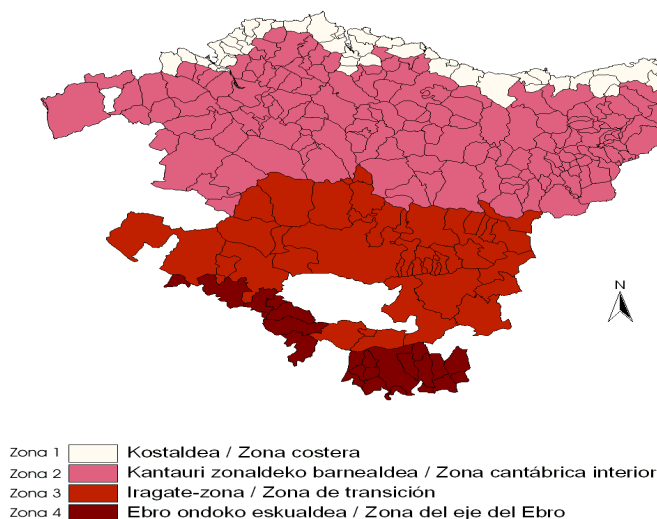 N
Zona 1 Kostaldea / Zona costera
Zona 2 Kantauri zonaldeko barnealdea / Zona cantábrica interior
Zona 3 Iragate-zona / Zona de transición
Zona 4 Ebro ondoko eskualdea / Zona del eje del Ebro